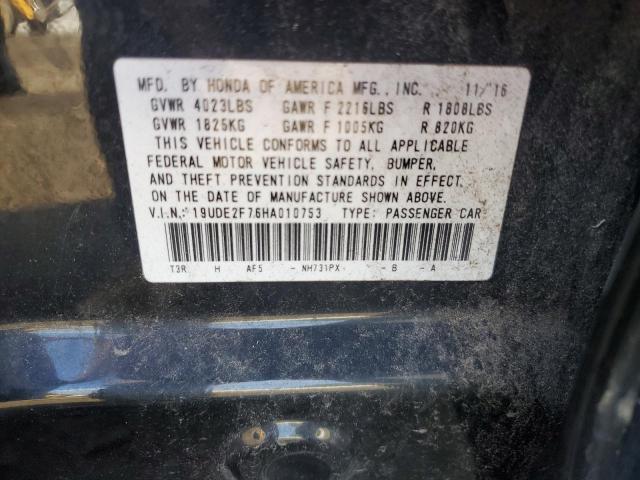 MFD. BY HONDA OF AMERICA MFG., INC. 11/'16
GVWR 4023LBS GAWR F 2216LBS R 1808LBS
GVWR 1825KG GAWR F 1005KG R 820KG
THIS VEHICLE CONFORMS TO ALL APPLICABLE
FEDERAL MOTOR VEHICLE SAFETY, BUMPER,
AND THEFT PREVENTION STANDARDS IN EFFECT
ON THE DATE OF MANUFACTURE SHOWN ABOVE.
V.I.N.: 19UDE2F76HA010753 TYPE: PASSENGER CAR
T3R H AF5 - NH731PX - B - A